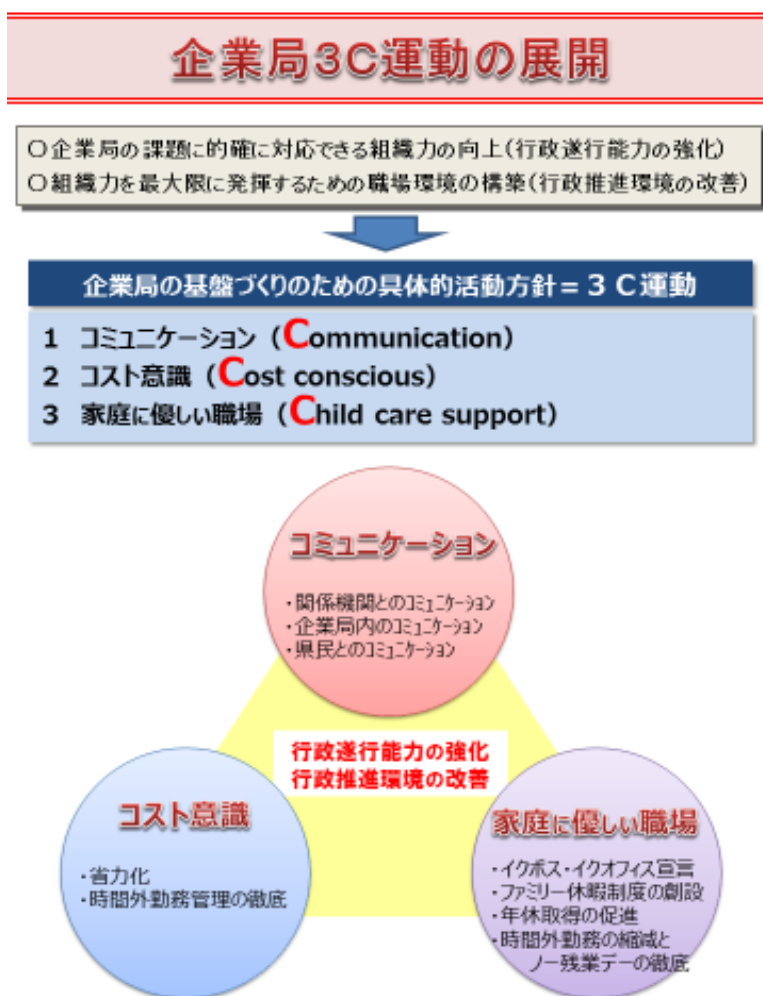 企業局3C運動の展開
○企業局の課題に的確に対応できる組織力の向上(行政遂行能力の強化)
○組織力を最大限に発揮するための職場環境の構築(行政推進環境の改善)
企業局の基盤づくりのための具体的活動方針=3C運動
1 コミュニケーション(Communication)
2 コスト意識(Cost conscious)
3 家庭に優しい職場(Child care support)
コミュニケーション
・関係機関とのコミュニケーション
・企業局内のコミュニケーション
・県民とのコミュニケーション
行政遂行能力の強化
行政推進環境の改善
コスト意識
・省力化
・時間外勤務管理の徹底
家庭に優しい職場
・イクボス・イクオフィス宣言
・ファミリー休暇制度の創設
・年休取得の促進
・時間外勤務の縮減と
ノー残業デーの徹底